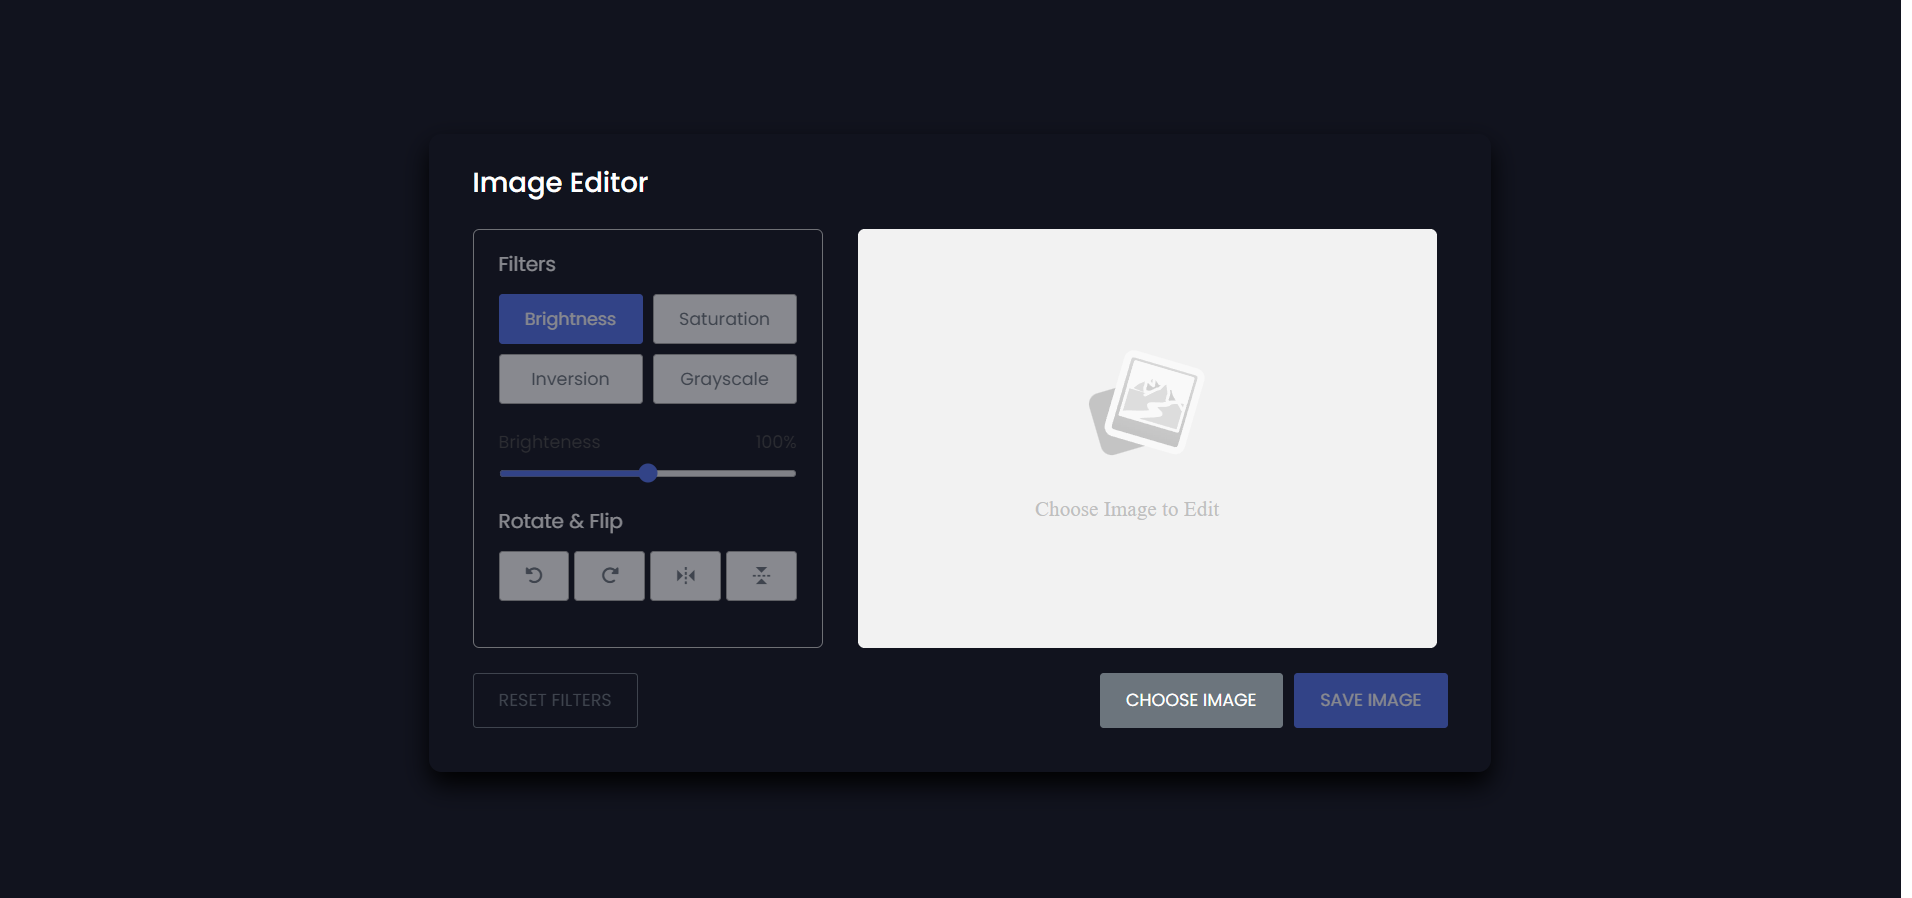 Image Editor
Filters
Brightness
Saturation
Inversion
Grayscale
Brighteness 100%
Rotate & Flip
Choose Image to Edit
RESET FILTERS
CHOOSE IMAGE
SAVE IMAGE